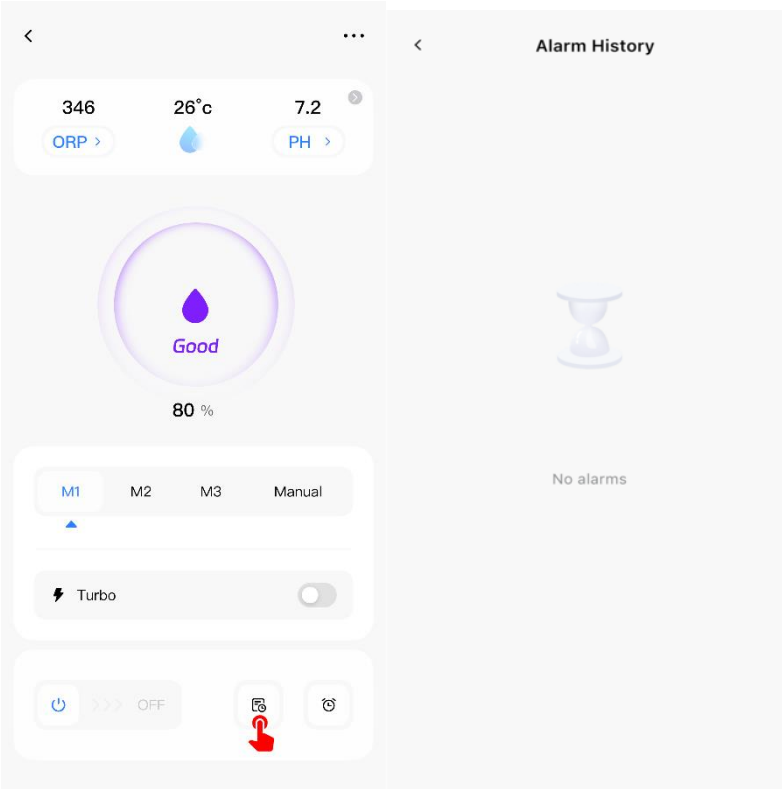 346 26°c 7.2
ORP > PH >
Good
80 %
M1 M2 M3 Manual
Turbo
>>> OFF
Alarm History
No alarms